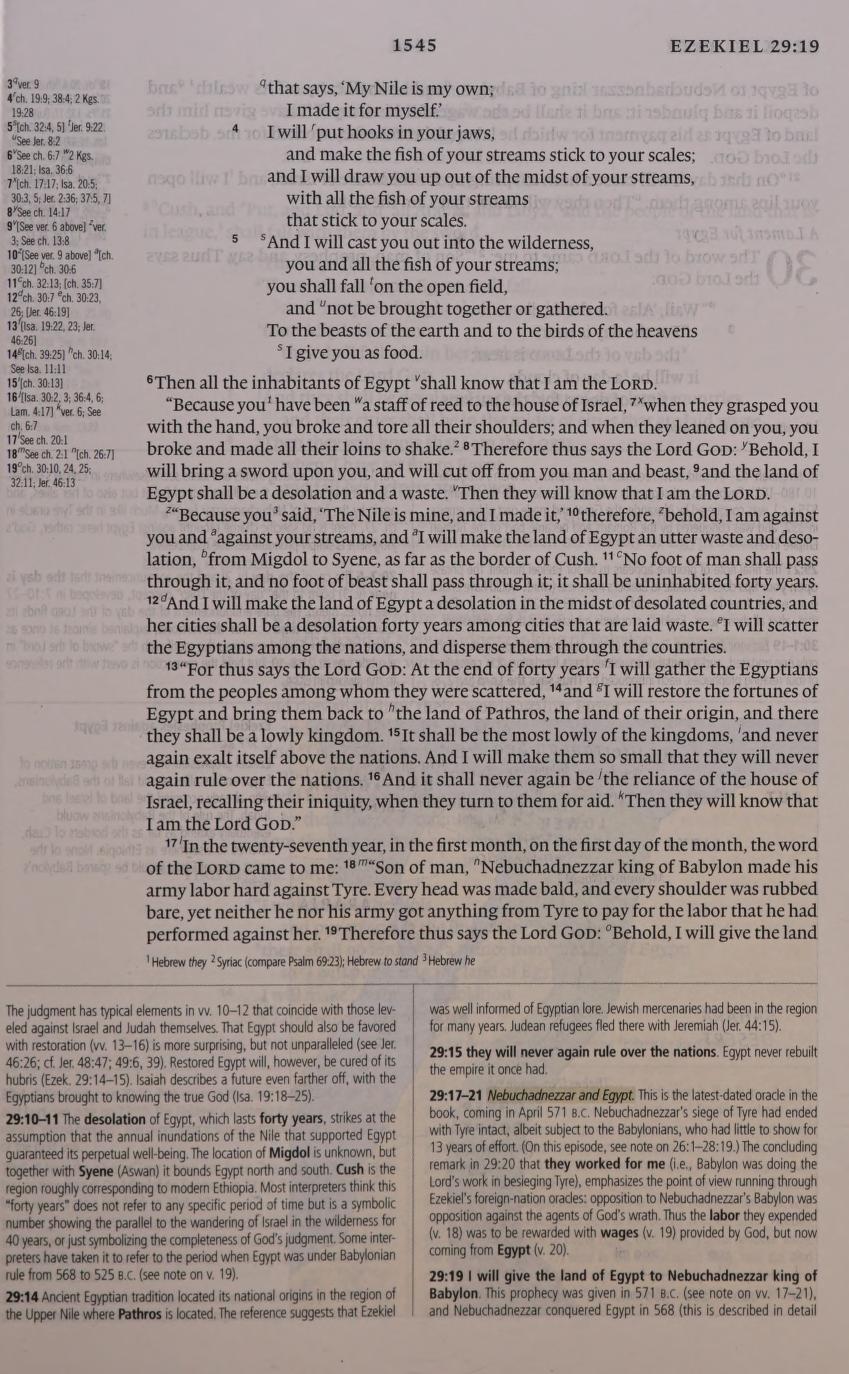 1545
EZEKIEL 29:19
3 q ver. 9
4 r ch. 19:9; 38:4; 2 Kgs.
19:28
5 s [ch. 32:4, 5] t Jer. 9:22
u See Jer. 8:2
6 v See ch. 6:7 w 2 Kgs.
18:21; Isa. 36:6
7 x [ch. 17:17; Isa. 20:5;
30:3, 5; Jer. 2:36; 37:5, 7]
8 y See ch. 14:17
9 v [See ver. 6 above] z ver.
3; See ch. 13:8
10 z [See ver. 9 above] a [ch.
30:12] b ch. 30:6
11 c ch. 32:13; [ch. 35:7]
12 d ch. 30:7 e ch. 30:23,
26; [Jer. 46:19]
13 f [Isa. 19:22, 23; Jer.
46:26]
14 g [ch. 39:25] h ch. 30:14;
See Isa. 11:11
15 i [ch. 30:13]
16 j [Isa. 30:2, 3; 36:4, 6;
Lam. 4:17] k ver. 6; See
ch. 6:7
17 l See ch. 20:1
18 m See ch. 2:1 n [ch. 26:7]
19 o ch. 30:10, 24, 25;
32:11; Jer. 46:13
q that says, ‘My Nile is my own;
I made it for myself.’
4 I will r put hooks in your jaws,
and make the fish of your streams stick to your scales;
and I will draw you up out of the midst of your streams,
with all the fish of your streams
that stick to your scales.
5 s And I will cast you out into the wilderness,
you and all the fish of your streams;
you shall fall t on the open field,
and u not be brought together or gathered.
To the beasts of the earth and to the birds of the heavens
s I give you as food.
6 Then all the inhabitants of Egypt v shall know that I am the LORD.
“Because you 1 have been w a staff of reed to the house of Israel, 7 x when they grasped you
with the hand, you broke and tore all their shoulders; and when they leaned on you, you
broke and made all their loins to shake. 2 8 Therefore thus says the Lord GOD: y Behold, I
will bring a sword upon you, and will cut off from you man and beast, 9 and the land of
Egypt shall be a desolation and a waste. v Then they will know that I am the LORD.
z “Because you 3 said, ‘The Nile is mine, and I made it,’ 10 therefore, z behold, I am against
you and a against your streams, and a I will make the land of Egypt an utter waste and deso-
lation, b from Migdol to Syene, as far as the border of Cush. 11 c No foot of man shall pass
through it, and no foot of beast shall pass through it; it shall be uninhabited forty years.
12 d And I will make the land of Egypt a desolation in the midst of desolated countries, and
her cities shall be a desolation forty years among cities that are laid waste. e I will scatter
the Egyptians among the nations, and disperse them through the countries.
13 “For thus says the Lord GOD: At the end of forty years f I will gather the Egyptians
from the peoples among whom they were scattered, 14 and g I will restore the fortunes of
Egypt and bring them back to h the land of Pathros, the land of their origin, and there
they shall be a lowly kingdom. 15 It shall be the most lowly of the kingdoms, i and never
again exalt itself above the nations. And I will make them so small that they will never
again rule over the nations. 16 And it shall never again be j the reliance of the house of
Israel, recalling their iniquity, when they turn to them for aid. k Then they will know that
I am the Lord GOD.”
17 l In the twenty-seventh year, in the first month, on the first day of the month, the word
of the LORD came to me: 18 m “Son of man, n Nebuchadnezzar king of Babylon made his
army labor hard against Tyre. Every head was made bald, and every shoulder was rubbed
bare, yet neither he nor his army got anything from Tyre to pay for the labor that he had
performed against her. 19 Therefore thus says the Lord GOD: o Behold, I will give the land
1 Hebrew they 2 Syriac (compare Psalm 69:23); Hebrew to stand 3 Hebrew he
The judgment has typical elements in vv. 10–12 that coincide with those lev-
eled against Israel and Judah themselves. That Egypt should also be favored
with restoration (vv. 13–16) is more surprising, but not unparalleled (see Jer.
46:26; cf. Jer. 48:47; 49:6, 39). Restored Egypt will, however, be cured of its
hubris (Ezek. 29:14–15). Isaiah describes a future even farther off, with the
Egyptians brought to knowing the true God (Isa. 19:18–25).
29:10–11 The desolation of Egypt, which lasts forty years, strikes at the
assumption that the annual inundations of the Nile that supported Egypt
guaranteed its perpetual well-being. The location of Migdol is unknown, but
together with Syene (Aswan) it bounds Egypt north and south. Cush is the
region roughly corresponding to modern Ethiopia. Most interpreters think this
“forty years” does not refer to any specific period of time but is a symbolic
number showing the parallel to the wandering of Israel in the wilderness for
40 years, or just symbolizing the completeness of God’s judgment. Some inter-
preters have taken it to refer to the period when Egypt was under Babylonian
rule from 568 to 525 B.C. (see note on v. 19).
29:14 Ancient Egyptian tradition located its national origins in the region of
the Upper Nile where Pathros is located. The reference suggests that Ezekiel
was well informed of Egyptian lore. Jewish mercenaries had been in the region
for many years. Judean refugees fled there with Jeremiah (Jer. 44:15).
29:15 they will never again rule over the nations. Egypt never rebuilt
the empire it once had.
29:17–21 Nebuchadnezzar and Egypt. This is the latest-dated oracle in the
book, coming in April 571 B.C. Nebuchadnezzar’s siege of Tyre had ended
with Tyre intact, albeit subject to the Babylonians, who had little to show for
13 years of effort. (On this episode, see note on 26:1–28:19.) The concluding
remark in 29:20 that they worked for me (i.e., Babylon was doing the
Lord’s work in besieging Tyre), emphasizes the point of view running through
Ezekiel’s foreign-nation oracles: opposition to Nebuchadnezzar’s Babylon was
opposition against the agents of God’s wrath. Thus the labor they expended
(v. 18) was to be rewarded with wages (v. 19) provided by God, but now
coming from Egypt (v. 20).
29:19 I will give the land of Egypt to Nebuchadnezzar king of
Babylon. This prophecy was given in 571 B.C. (see note on vv. 17–21),
and Nebuchadnezzar conquered Egypt in 568 (this is described in detail